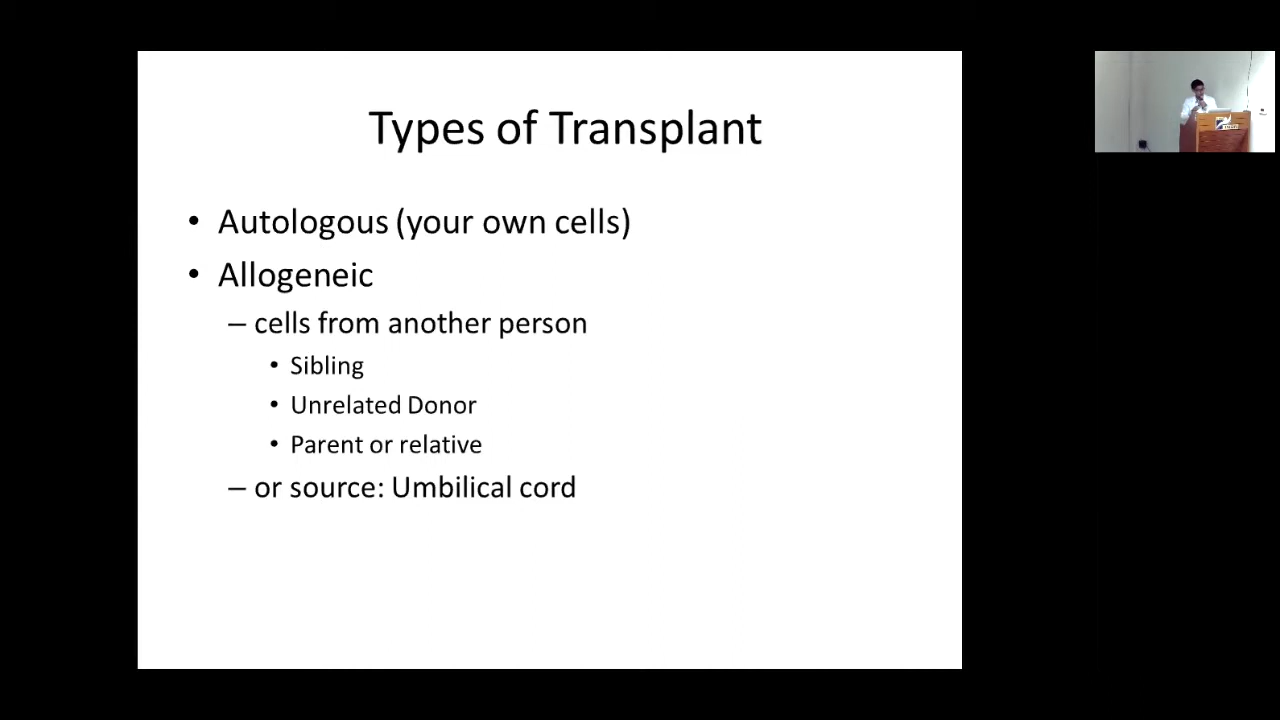 Types of Transplant
• Autologous (your own cells)
• Allogeneic
– cells from another person
• Sibling
• Unrelated Donor
• Parent or relative
– or source: Umbilical cord